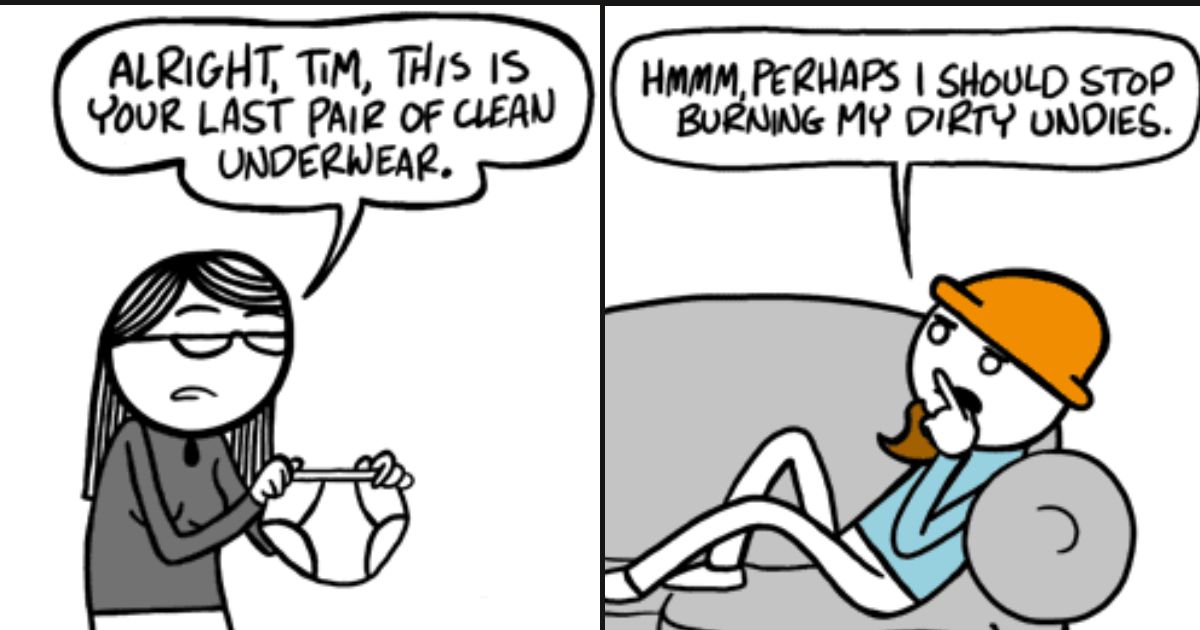 ALRIGHT, TIM, THIS IS
YOUR LAST PAIR OF CLEAN
UNDERWEAR.
HMMM, PERHAPS I SHOULD STOP
BURNING MY DIRTY UNDIES.